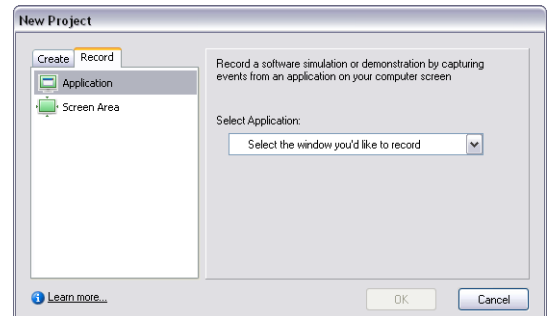 New Project
Create Record
Application
Screen Area
Record a software simulation or demonstration by capturing
events from an application on your computer screen
Select Application:
Select the window you'd like to record
Learn more...
OK Cancel